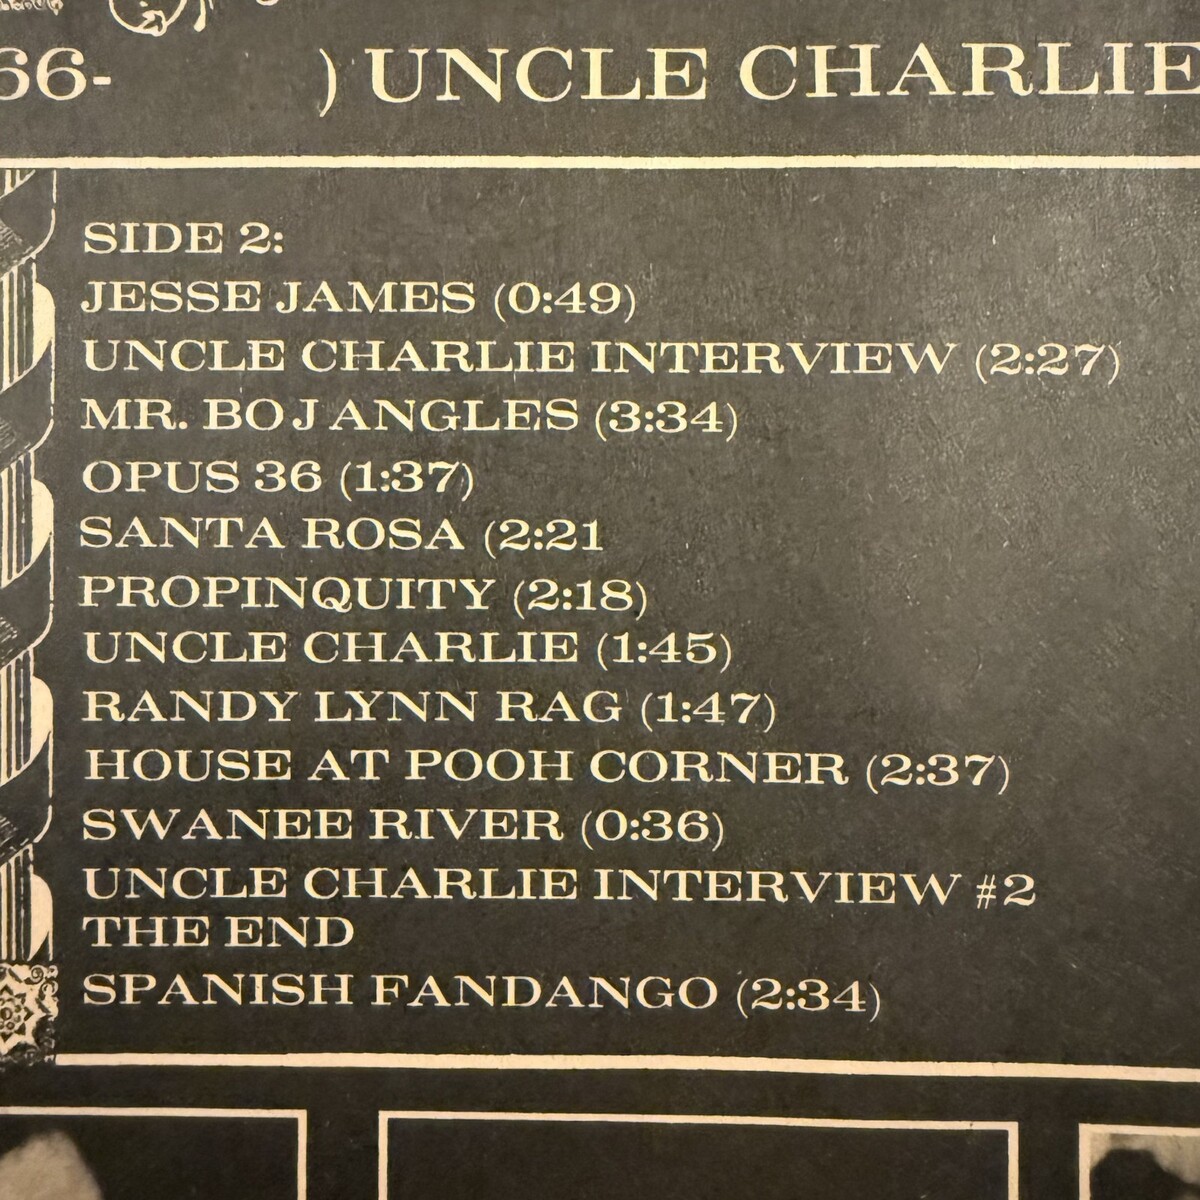 66- ) UNCLE CHARLIE
SIDE 2:
JESSE JAMES (0:49)
UNCLE CHARLIE INTERVIEW (2:27)
MR. BOJANGLES (3:34)
OPUS 36 (1:37)
SANTA ROSA (2:21
PROPINQUITY (2:18)
UNCLE CHARLIE (1:45)
RANDY LYNN RAG (1:47)
HOUSE AT POOH CORNER (2:37)
SWANEE RIVER (0:36)
UNCLE CHARLIE INTERVIEW #2
THE END
SPANISH FANDANGO (2:34)